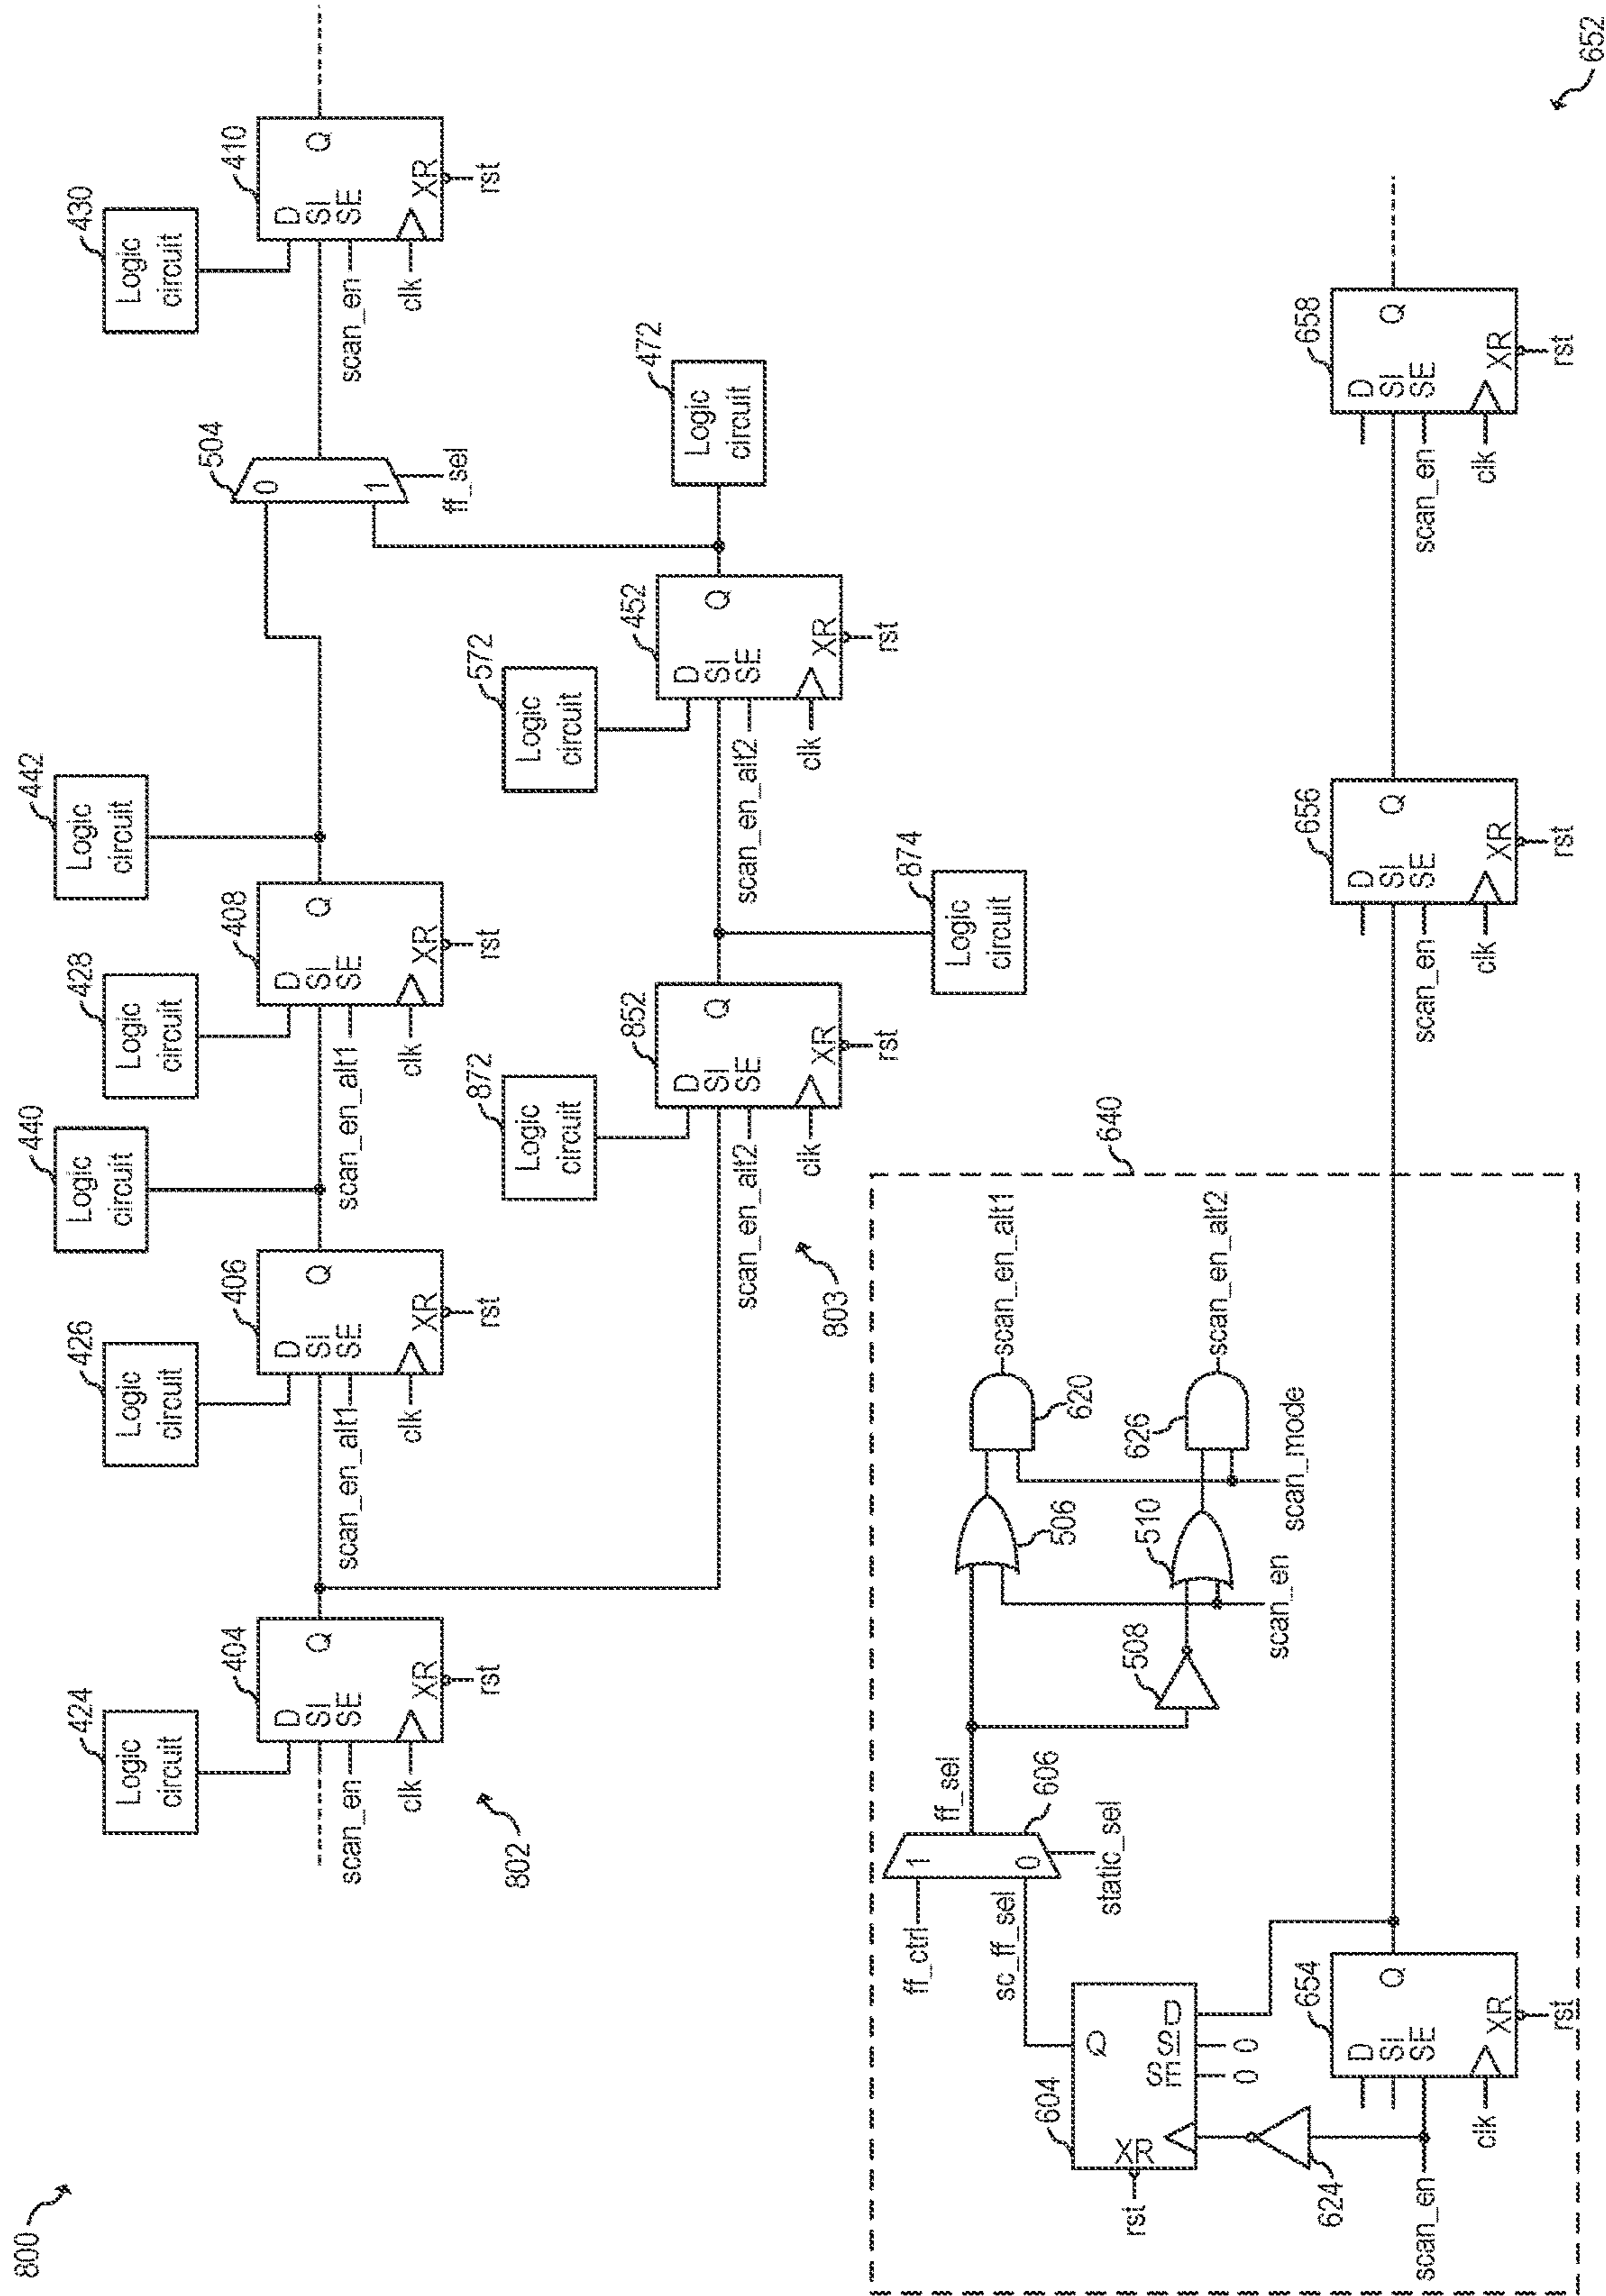 800
802
424
Logic
circuit
404
D
SI
SE
Q
XR
scan_en
clk
rst
426
Logic
circuit
406
D
SI
SE
Q
XR
scan_en_alt1
clk
rst
440
Logic
circuit
428
Logic
circuit
408
D
SI
SE
Q
XR
scan_en_alt1
clk
rst
442
Logic
circuit
504
0
1
ff_sel
430
Logic
circuit
410
D
SI
SE
Q
XR
scan_en
clk
rst
803
872
Logic
circuit
852
D
SI
SE
Q
XR
scan_en_alt2
clk
rst
874
Logic
circuit
572
Logic
circuit
452
D
SI
SE
Q
XR
scan_en_alt2
clk
rst
472
Logic
circuit
640
ff_ctrl
sc_ff_sel
1
0
606
static_sel
ff_sel
508
506
510
scan_en
620
626
scan_mode
scan_en_alt1
scan_en_alt2
604
Q
XR
SE
SI
D
0
0
rst
624
scan_en
654
D
SI
SE
Q
XR
clk
rst
656
D
SI
SE
Q
XR
scan_en
clk
rst
658
D
SI
SE
Q
XR
scan_en
clk
rst
652